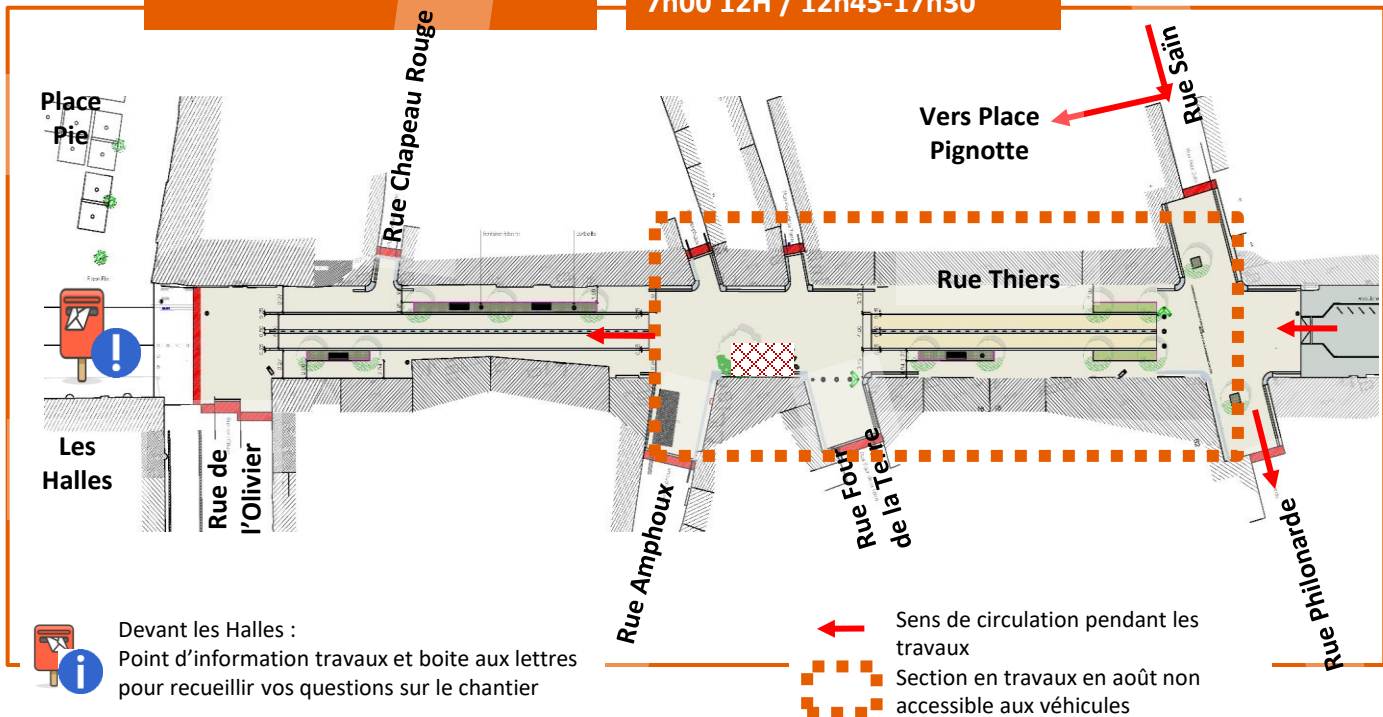 7h00 12H / 12h45-17h30
Place
Pie
Rue Chapeau Rouge
Vers Place
Pignotte
Rue Saïn
Rue Thiers
Les
Halles
Rue de
l'Olivier
Rue Amphoux
Rue Four
de la Terre
Rue Philonarde
Devant les Halles :
Point d'information travaux et boite aux lettres
pour recueillir vos questions sur le chantier
Sens de circulation pendant les
travaux
Section en travaux en août non
accessible aux véhicules